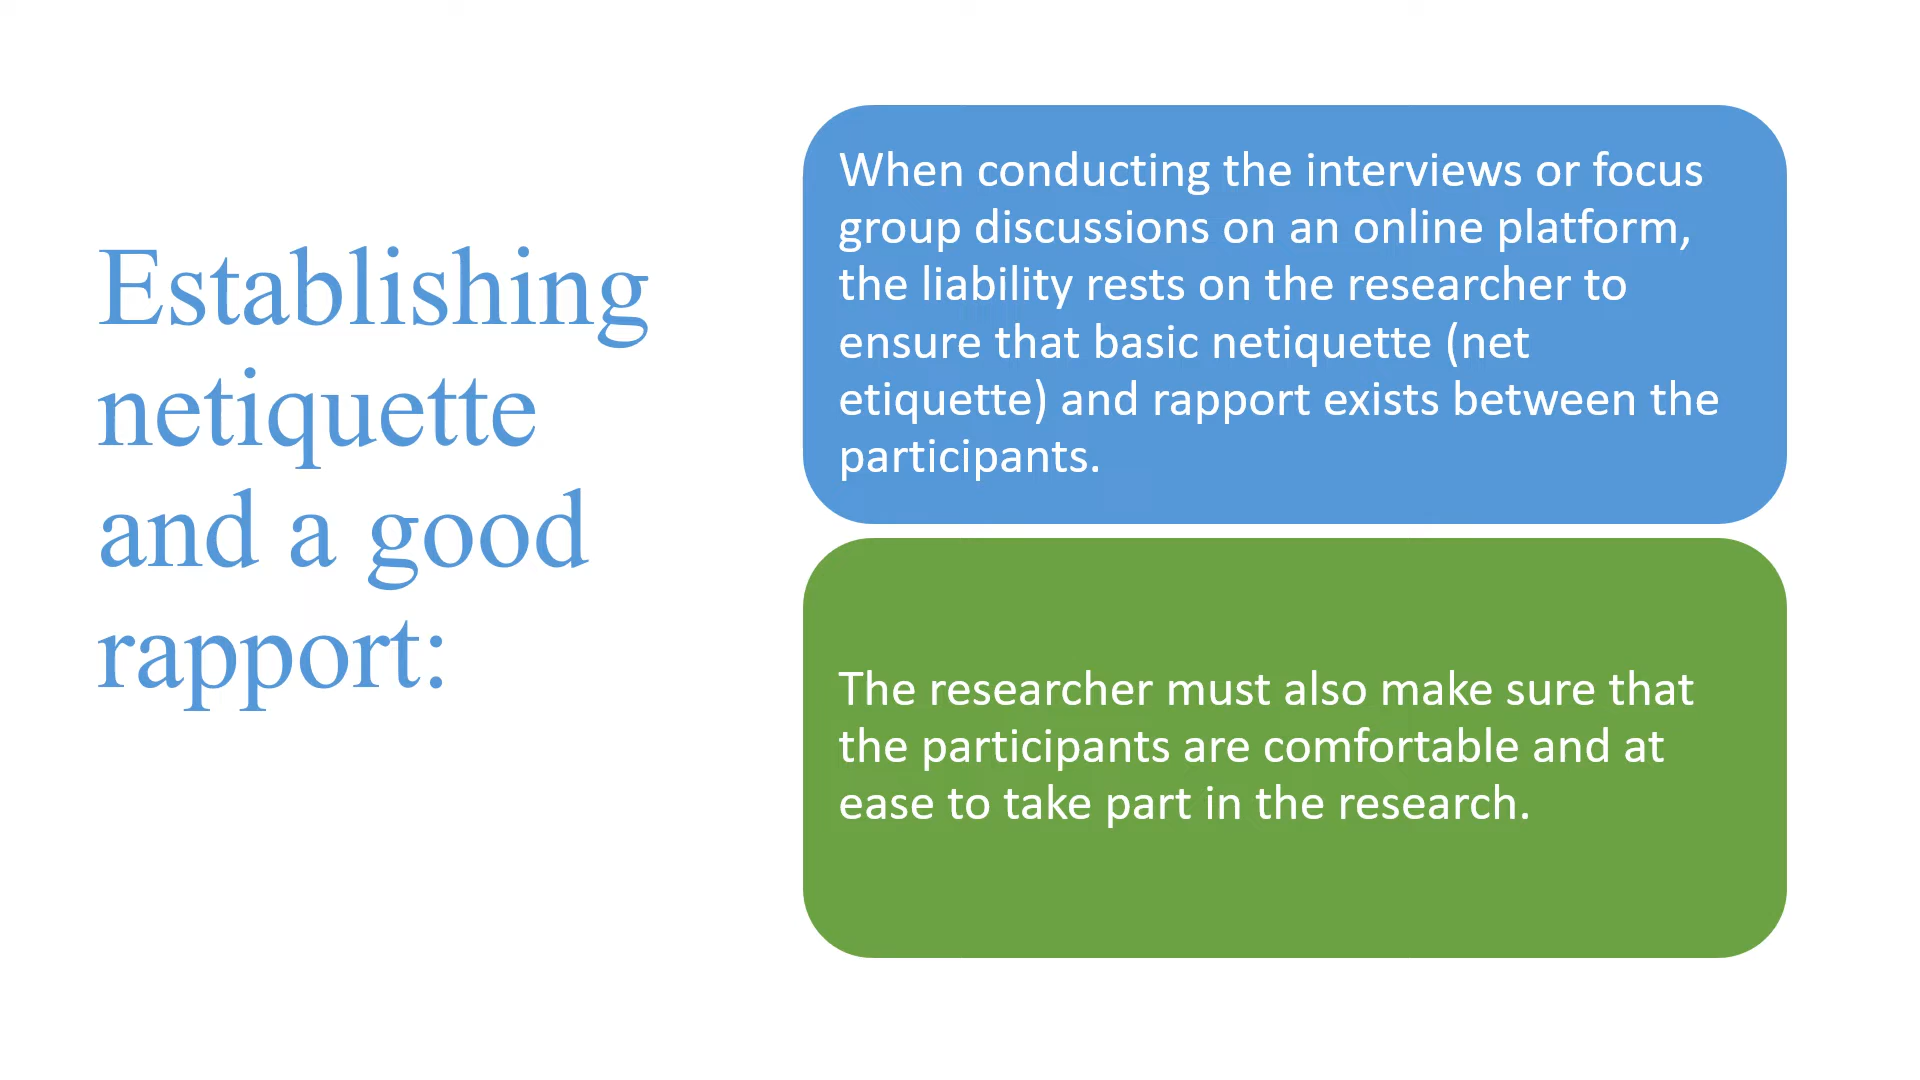 Establishing
netiquette
and a good
rapport:
When conducting the interviews or focus
group discussions on an online platform,
the liability rests on the researcher to
ensure that basic netiquette (net
etiquette) and rapport exists between the
participants.
The researcher must also make sure that
the participants are comfortable and at
ease to take part in the research.